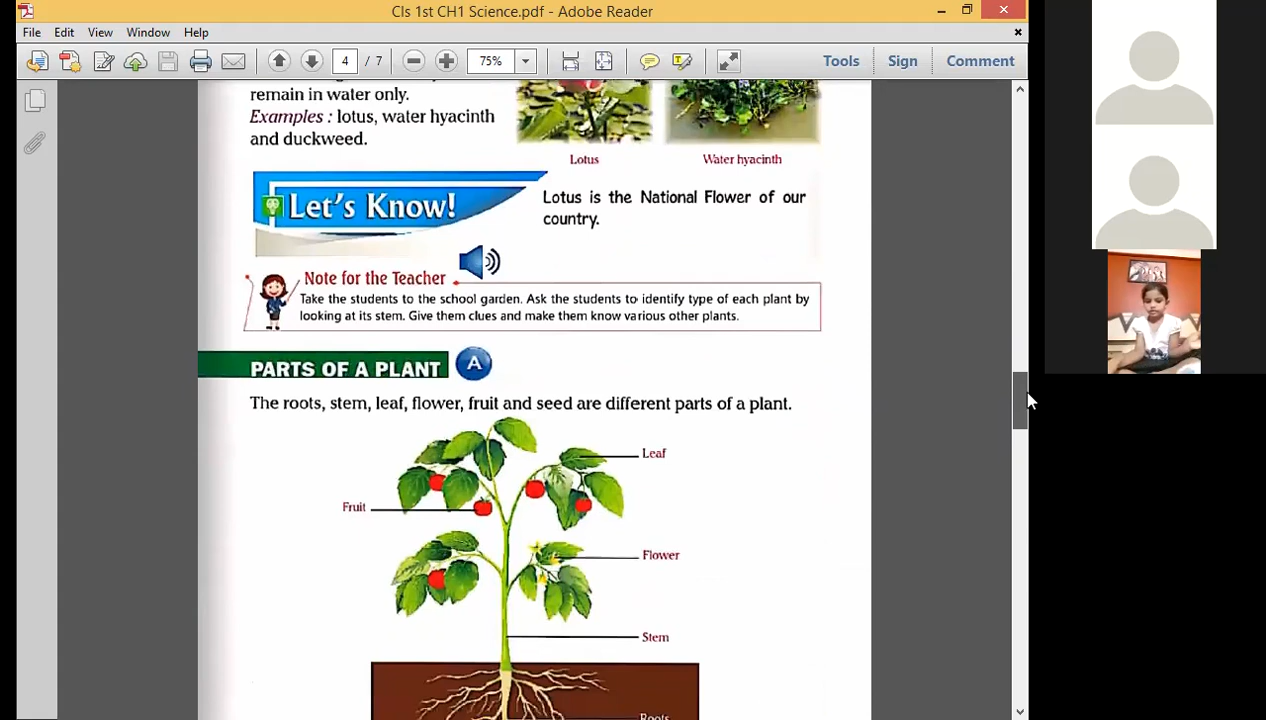 Cls 1st CH1 Science.pdf - Adobe Reader
File Edit View Window Help
4 / 7 75% Tools Sign Comment
remain in water only.
Examples : lotus, water hyacinth
and duckweed.
Lotus Water hyacinth
Let's Know!
Lotus is the National Flower of our
country.
Note for the Teacher
Take the students to the school garden. Ask the students to identify type of each plant by
looking at its stem. Give them clues and make them know various other plants.
PARTS OF A PLANT A
The roots, stem, leaf, flower, fruit and seed are different parts of a plant.
Leaf
Fruit
Flower
Stem
Roots